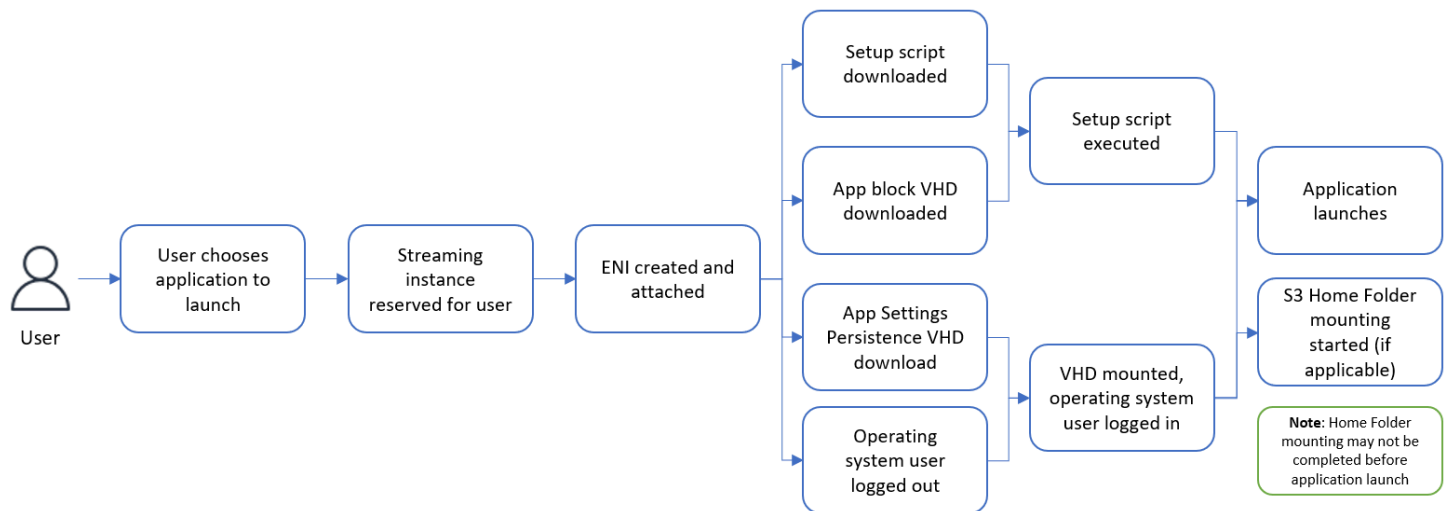 User
User chooses
application to
launch
Streaming
instance
reserved for user
ENI created and
attached
Setup script
downloaded
App block VHD
downloaded
App Settings
Persistence VHD
download
Operating
system user
logged out
Setup script
executed
VHD mounted,
operating system
user logged in
Application
launches
S3 Home Folder
mounting
started (if
applicable)
Note: Home Folder
mounting may not be
completed before
application launch